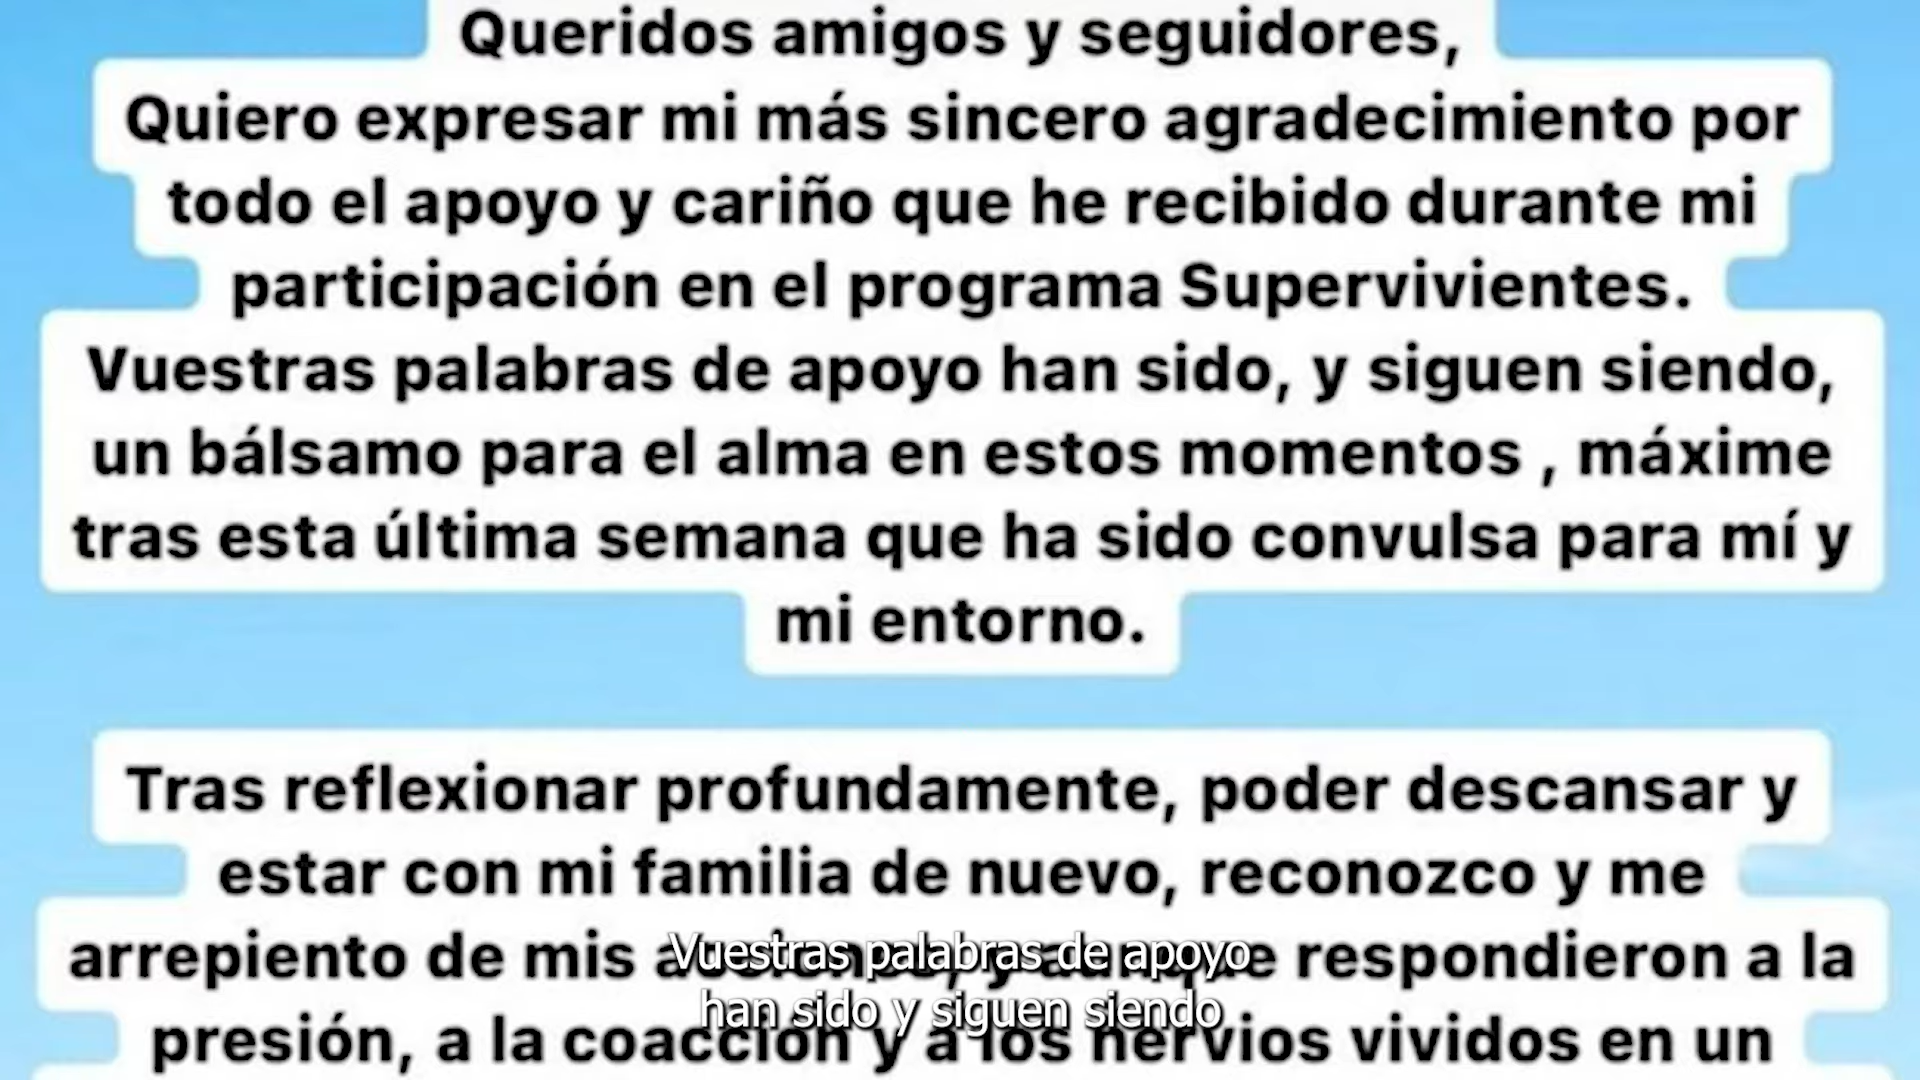 Queridos amigos y seguidores,
Quiero expresar mi más sincero agradecimiento por
todo el apoyo y cariño que he recibido durante mi
participación en el programa Supervivientes.
Vuestras palabras de apoyo han sido, y siguen siendo,
un bálsamo para el alma en estos momentos , máxime
tras esta última semana que ha sido convulsa para mí y
mi entorno.
Tras reflexionar profundamente, poder descansar y
estar con mi familia de nuevo, reconozco y me
arrepiento de mis y aunque respondieron a la
presión, a la coacción y a los nervios vividos en un
Vuestras palabras de apoyo
han sido y siguen siendo